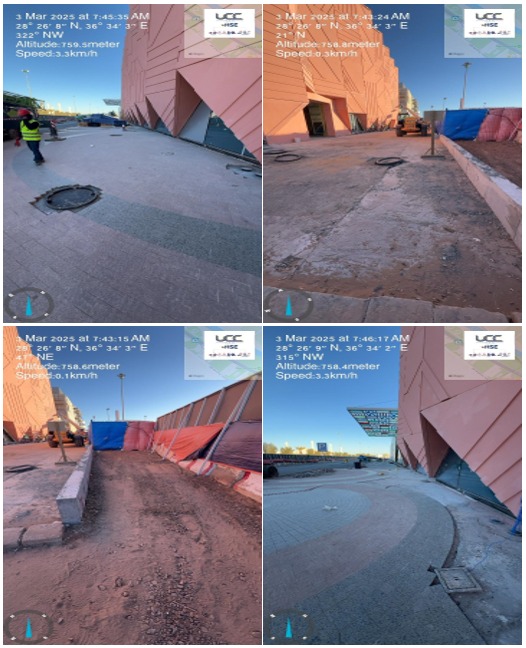 3 Mar 2025 at 7:45:35 AM
28° 26' 8" N, 36° 34' 3" E
322° NW
Altitude:759.5meter
Speed:3.3km/h
UCC
HSE
3 Mar 2025 at 7:43:24 AM
28° 26' 8" N, 36° 34' 3" E
21° N
Altitude:758.8meter
Speed:0.3km/h
UCC
HSE
3 Mar 2025 at 7:43:15 AM
28° 26' 8" N, 36° 34' 3" E
41° NE
Altitude:758.6meter
Speed:0.1km/h
UCC
HSE
3 Mar 2025 at 7:46:17 AM
28° 26' 9" N, 36° 34' 2" E
315° NW
Altitude:758.4meter
Speed:3.3km/h
UCC
HSE